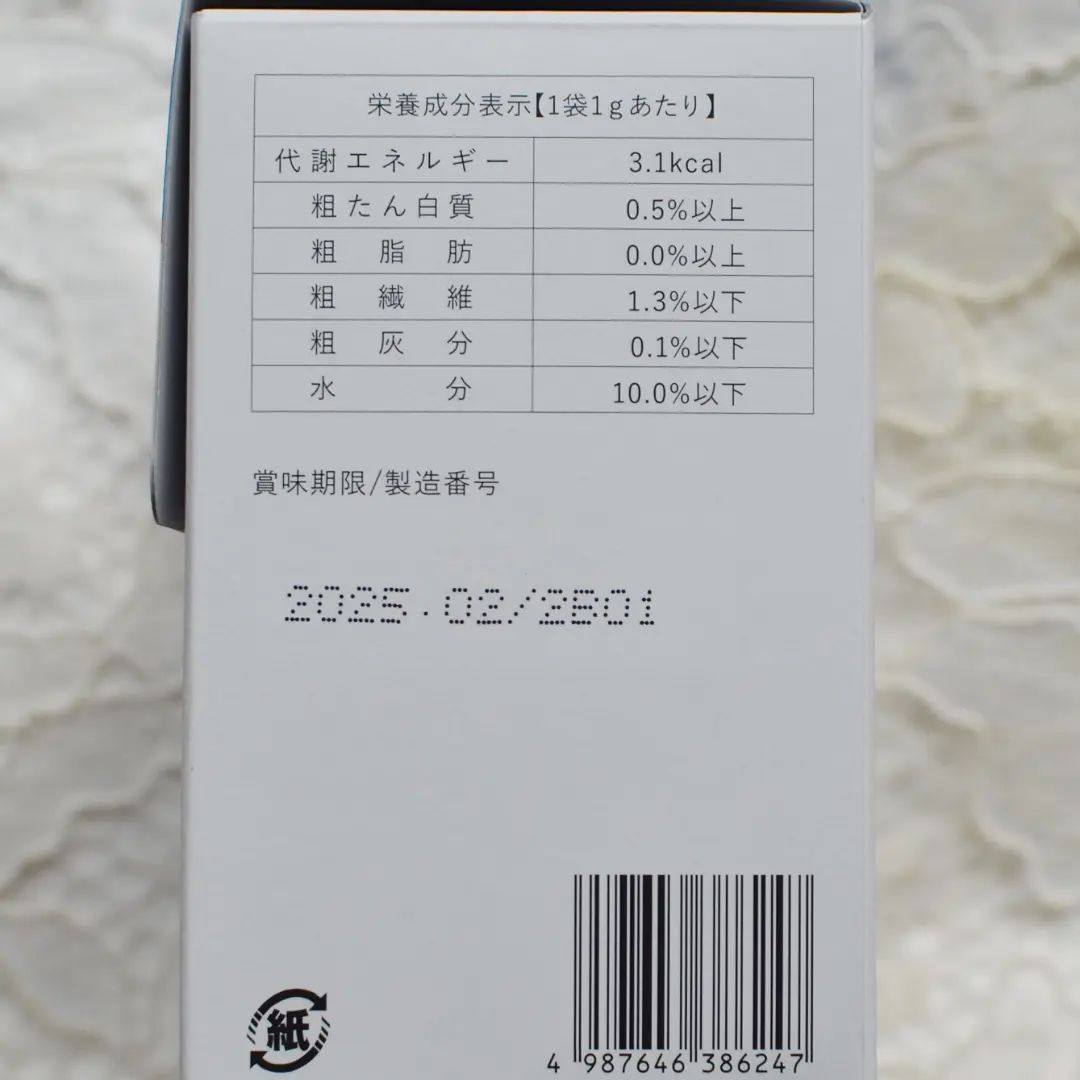 栄養成分表示【1袋1gあたり】
代謝エネルギー 3.1kcal
粗たん白質 0.5%以上
粗脂肪 0.0%以上
粗繊維 1.3%以下
粗灰分 0.1%以下
水分 10.0%以下
賞味期限/製造番号
2025.02/2B01
紙
4 987646 386247